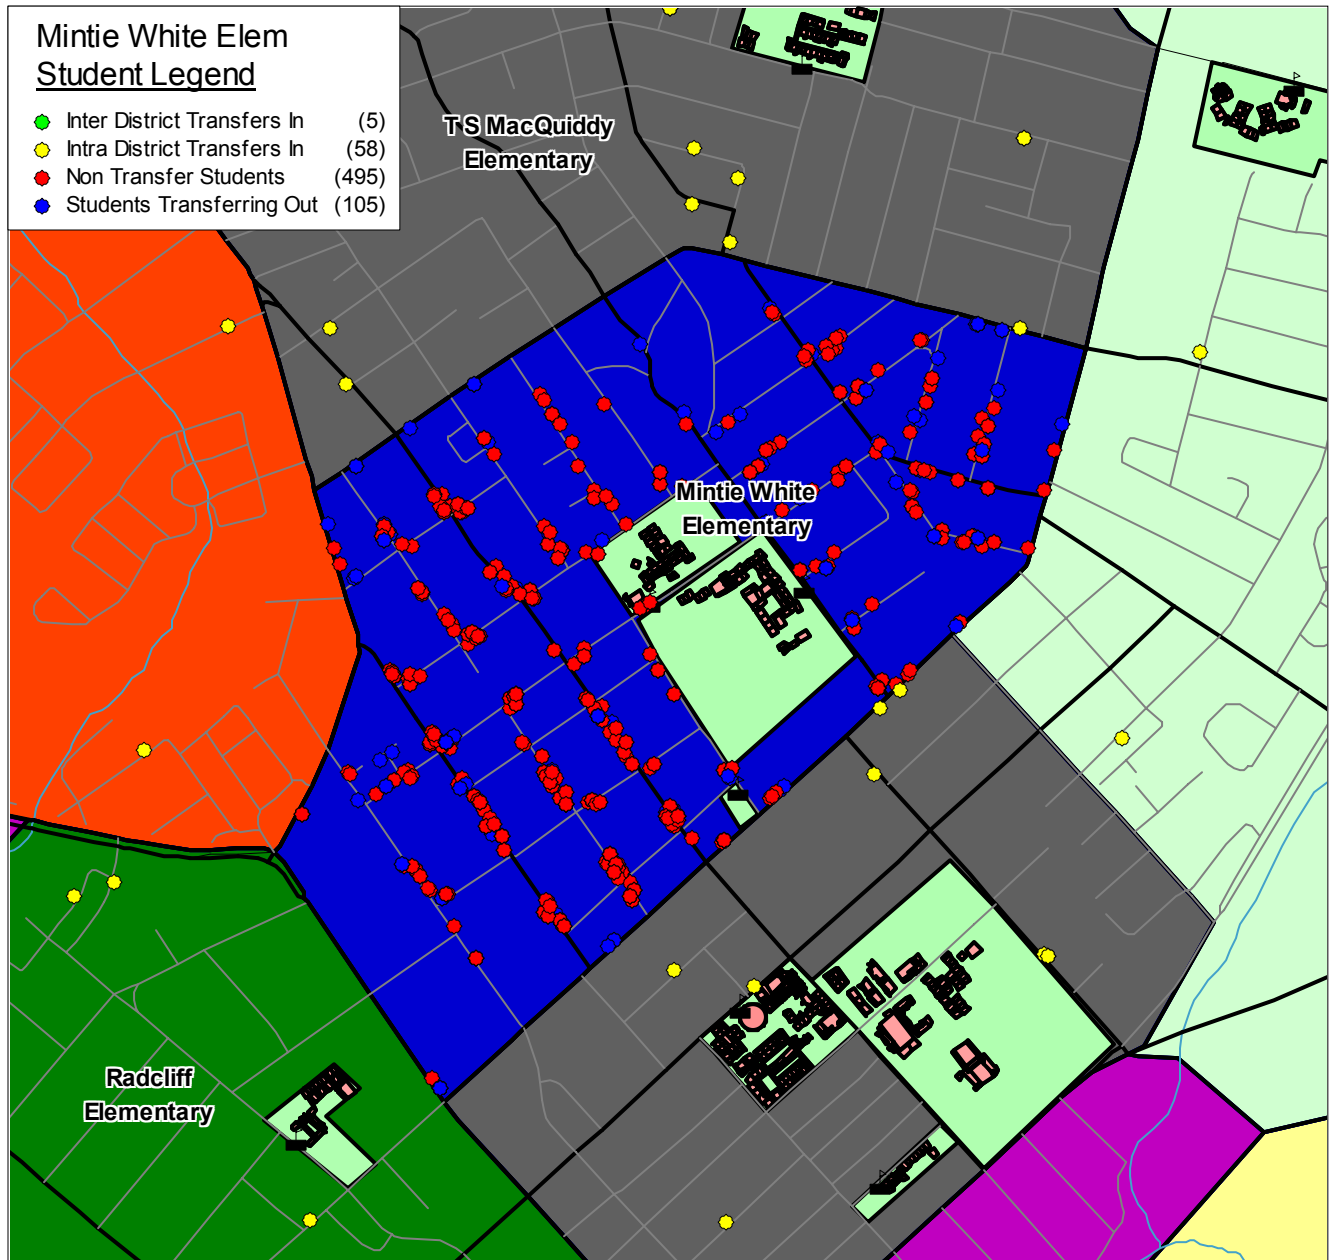 Mintie White Elem
Student Legend
Inter District Transfers In (5)
Intra District Transfers In (58)
Non Transfer Students (495)
Students Transferring Out (105)
T S MacQuiddy
Elementary
Mintie White
Elementary
Radcliff
Elementary